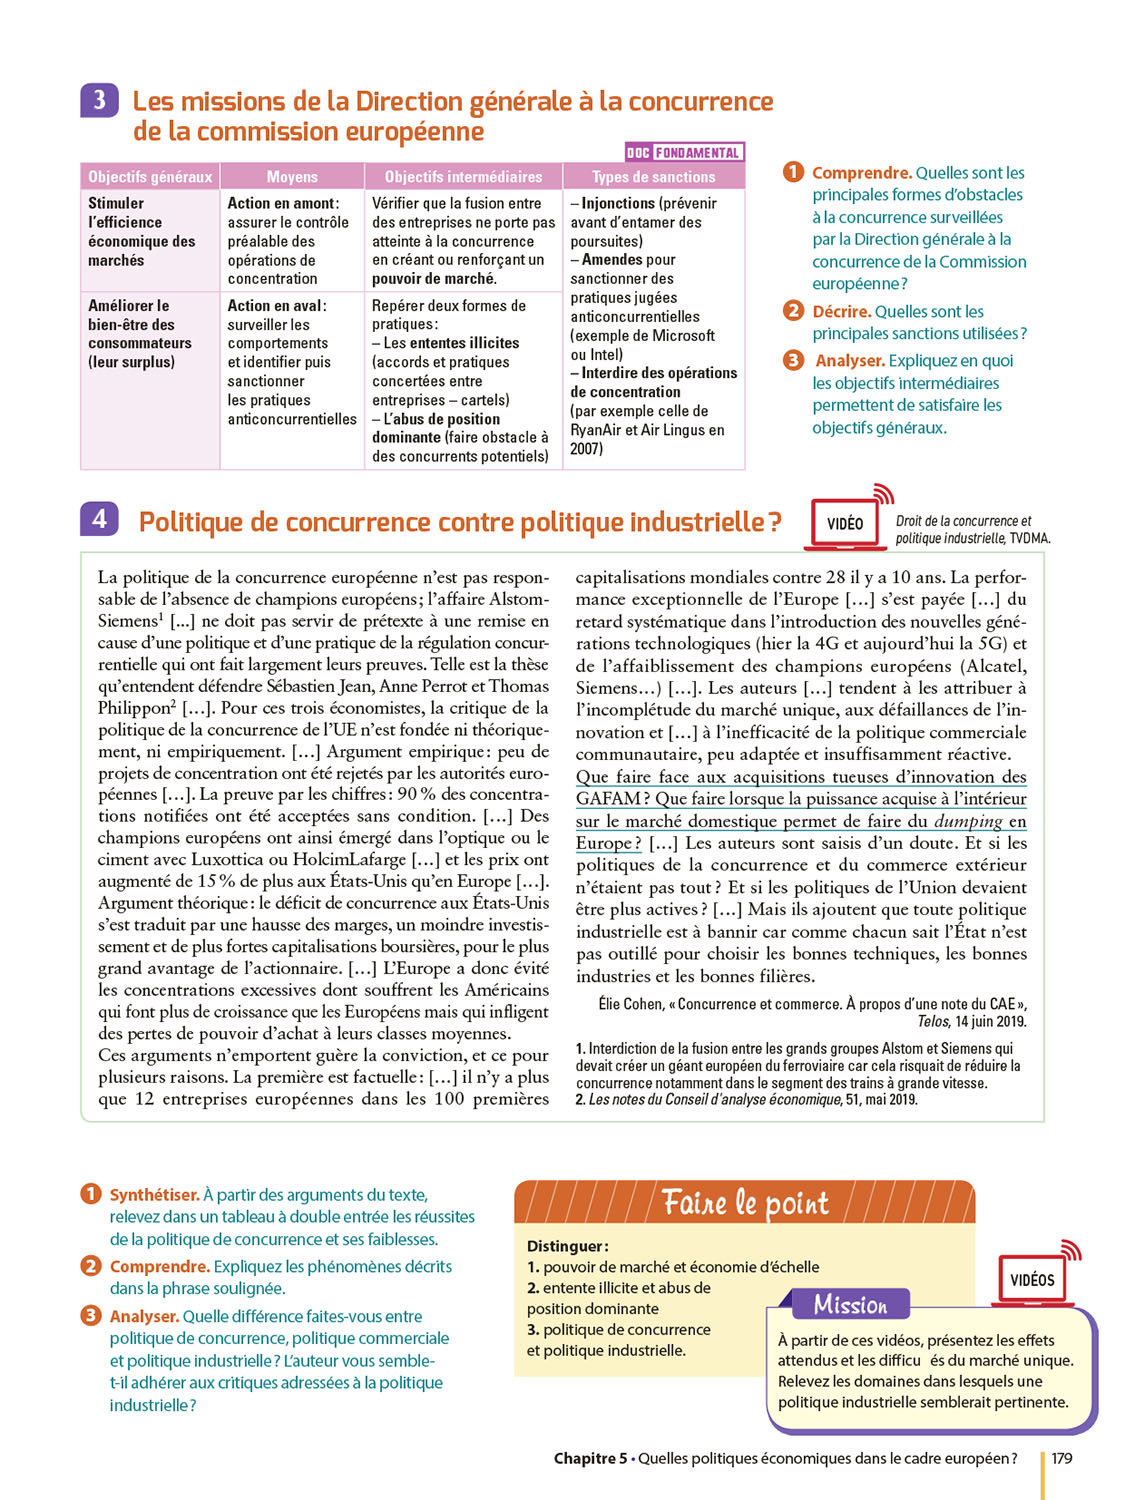 3 Les missions de la Direction générale à la concurrence
de la commission européenne
DOC FONDAMENTAL
Objectifs généraux
Moyens
Objectifs intermédiaires
Types de sanctions
Stimuler
l'efficience
économique des
marchés
Action en amont :
assurer le contrôle
préalable des
opérations de
concentration
Vérifier que la fusion entre
des entreprises ne porte pas
atteinte à la concurrence
en créant ou renforçant un
pouvoir de marché.
– Injonctions (prévenir
avant d'entamer des
poursuites)
– Amendes pour
sanctionner des
pratiques jugées
anticoncurrentielles
(exemple de Microsoft
ou Intel)
– Interdire des opérations
de concentration
(par exemple celle de
RyanAir et Air Lingus en
2007)
Améliorer le
bien-être des
consommateurs
(leur surplus)
Action en aval :
surveiller les
comportements
et identifier puis
sanctionner
les pratiques
anticoncurrentielles
Repérer deux formes de
pratiques :
– Les ententes illicites
(accords et pratiques
concertées entre
entreprises – cartels)
– L'abus de position
dominante (faire obstacle à
des concurrents potentiels)
1 Comprendre. Quelles sont les
principales formes d'obstacles
à la concurrence surveillées
par la Direction générale à la
concurrence de la Commission
européenne ?
2 Décrire. Quelles sont les
principales sanctions utilisées ?
3 Analyser. Expliquez en quoi
les objectifs intermédiaires
permettent de satisfaire les
objectifs généraux.
4 Politique de concurrence contre politique industrielle ?
VIDÉO
Droit de la concurrence et
politique industrielle, TVDMA.
La politique de la concurrence européenne n'est pas respon-
sable de l'absence de champions européens ; l'affaire Alstom-
Siemens1 [...] ne doit pas servir de prétexte à une remise en
cause d'une politique et d'une pratique de la régulation concur-
rentielle qui ont fait largement leurs preuves. Telle est la thèse
qu'entendent défendre Sébastien Jean, Anne Perrot et Thomas
Philippon2 […]. Pour ces trois économistes, la critique de la
politique de la concurrence de l'UE n'est fondée ni théorique-
ment, ni empiriquement. […] Argument empirique : peu de
projets de concentration ont été rejetés par les autorités euro-
péennes […]. La preuve par les chiffres : 90 % des concentra-
tions notifiées ont été acceptées sans condition. […] Des
champions européens ont ainsi émergé dans l'optique ou le
ciment avec Luxottica ou HolcimLafarge […] et les prix ont
augmenté de 15 % de plus aux États-Unis qu'en Europe […].
Argument théorique : le déficit de concurrence aux États-Unis
s'est traduit par une hausse des marges, un moindre investis-
sement et de plus fortes capitalisations boursières, pour le plus
grand avantage de l'actionnaire. […] L'Europe a donc évité
les concentrations excessives dont souffrent les Américains
qui font plus de croissance que les Européens mais qui infligent
des pertes de pouvoir d'achat à leurs classes moyennes.
Ces arguments n'emportent guère la conviction, et ce pour
plusieurs raisons. La première est factuelle : […] il n'y a plus
que 12 entreprises européennes dans les 100 premières
capitalisations mondiales contre 28 il y a 10 ans. La perfor-
mance exceptionnelle de l'Europe […] s'est payée […] du
retard systématique dans l'introduction des nouvelles géné-
rations technologiques (hier la 4G et aujourd'hui la 5G) et
de l'affaiblissement des champions européens (Alcatel,
Siemens…) […]. Les auteurs […] tendent à les attribuer à
l'incomplétude du marché unique, aux défaillances de l'in-
novation et […] à l'inefficacité de la politique commerciale
communautaire, peu adaptée et insuffisamment réactive.
Que faire face aux acquisitions tueuses d'innovation des
GAFAM ? Que faire lorsque la puissance acquise à l'intérieur
sur le marché domestique permet de faire du dumping en
Europe ? […] Les auteurs sont saisis d'un doute. Et si les
politiques de la concurrence et du commerce extérieur
n'étaient pas tout ? Et si les politiques de l'Union devaient
être plus actives ? […] Mais ils ajoutent que toute politique
industrielle est à bannir car comme chacun sait l'État n'est
pas outillé pour choisir les bonnes techniques, les bonnes
industries et les bonnes filières.
Élie Cohen, « Concurrence et commerce. À propos d'une note du CAE »,
Telos, 14 juin 2019.
1. Interdiction de la fusion entre les grands groupes Alstom et Siemens qui
devait créer un géant européen du ferroviaire car cela risquait de réduire la
concurrence notamment dans le segment des trains à grande vitesse.
2. Les notes du Conseil d'analyse économique, 51, mai 2019.
1 Synthétiser. À partir des arguments du texte,
relevez dans un tableau à double entrée les réussites
de la politique de concurrence et ses faiblesses.
2 Comprendre. Expliquez les phénomènes décrits
dans la phrase soulignée.
3 Analyser. Quelle différence faites-vous entre
politique de concurrence, politique commerciale
et politique industrielle ? L'auteur vous semble-
t-il adhérer aux critiques adressées à la politique
industrielle ?
Faire le point
Distinguer :
1. pouvoir de marché et économie d'échelle
2. entente illicite et abus de
position dominante
3. politique de concurrence
et politique industrielle.
VIDÉOS
Mission
À partir de ces vidéos, présentez les effets
attendus et les difficu és du marché unique.
Relevez les domaines dans lesquels une
politique industrielle semblerait pertinente.
Chapitre 5 • Quelles politiques économiques dans le cadre européen ? 179